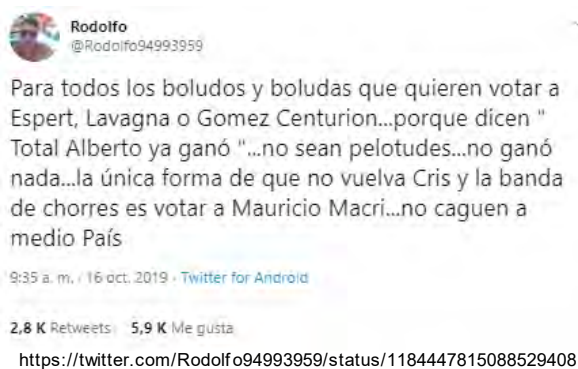 Rodolfo
@Rodolfo94993959
Para todos los boludos y boludas que quieren votar a
Espert, Lavagna o Gomez Centurion...porque dicen "
Total Alberto ya ganó "...no sean pelotudes...no ganó
nada...la única forma de que no vuelva Cris y la banda
de chorres es votar a Mauricio Macri...no caguen a
medio País
9:35 a. m. · 16 oct. 2019 · Twitter for Android
2,8 K Retweets 5,9 K Me gusta
https://twitter.com/Rodolfo94993959/status/1184447815088529408